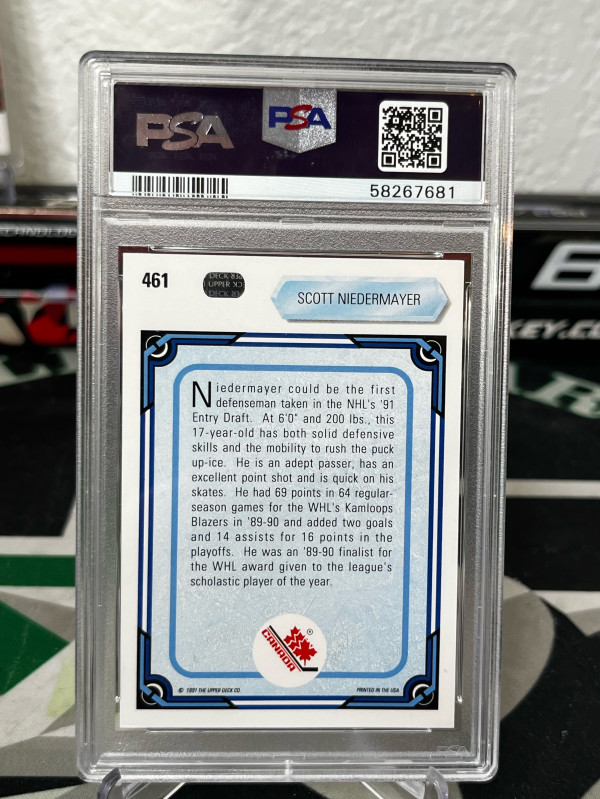 PSA
PSA
58267681
461
DECK
UPPER
DECK
SCOTT NIEDERMAYER
Niedermayer could be the first
defenseman taken in the NHL's '91
Entry Draft. At 6'0" and 200 lbs., this
17-year-old has both solid defensive
skills and the mobility to rush the puck
up-ice. He is an adept passer, has an
excellent point shot and is quick on his
skates. He had 69 points in 64 regular-
season games for the WHL's Kamloops
Blazers in '89-90 and added two goals
and 14 assists for 16 points in the
playoffs. He was an '89-90 finalist for
the WHL award given to the league's
scholastic player of the year.
CANADA ®
© 1991 THE UPPER DECK CO. PRINTED IN THE USA
PSA